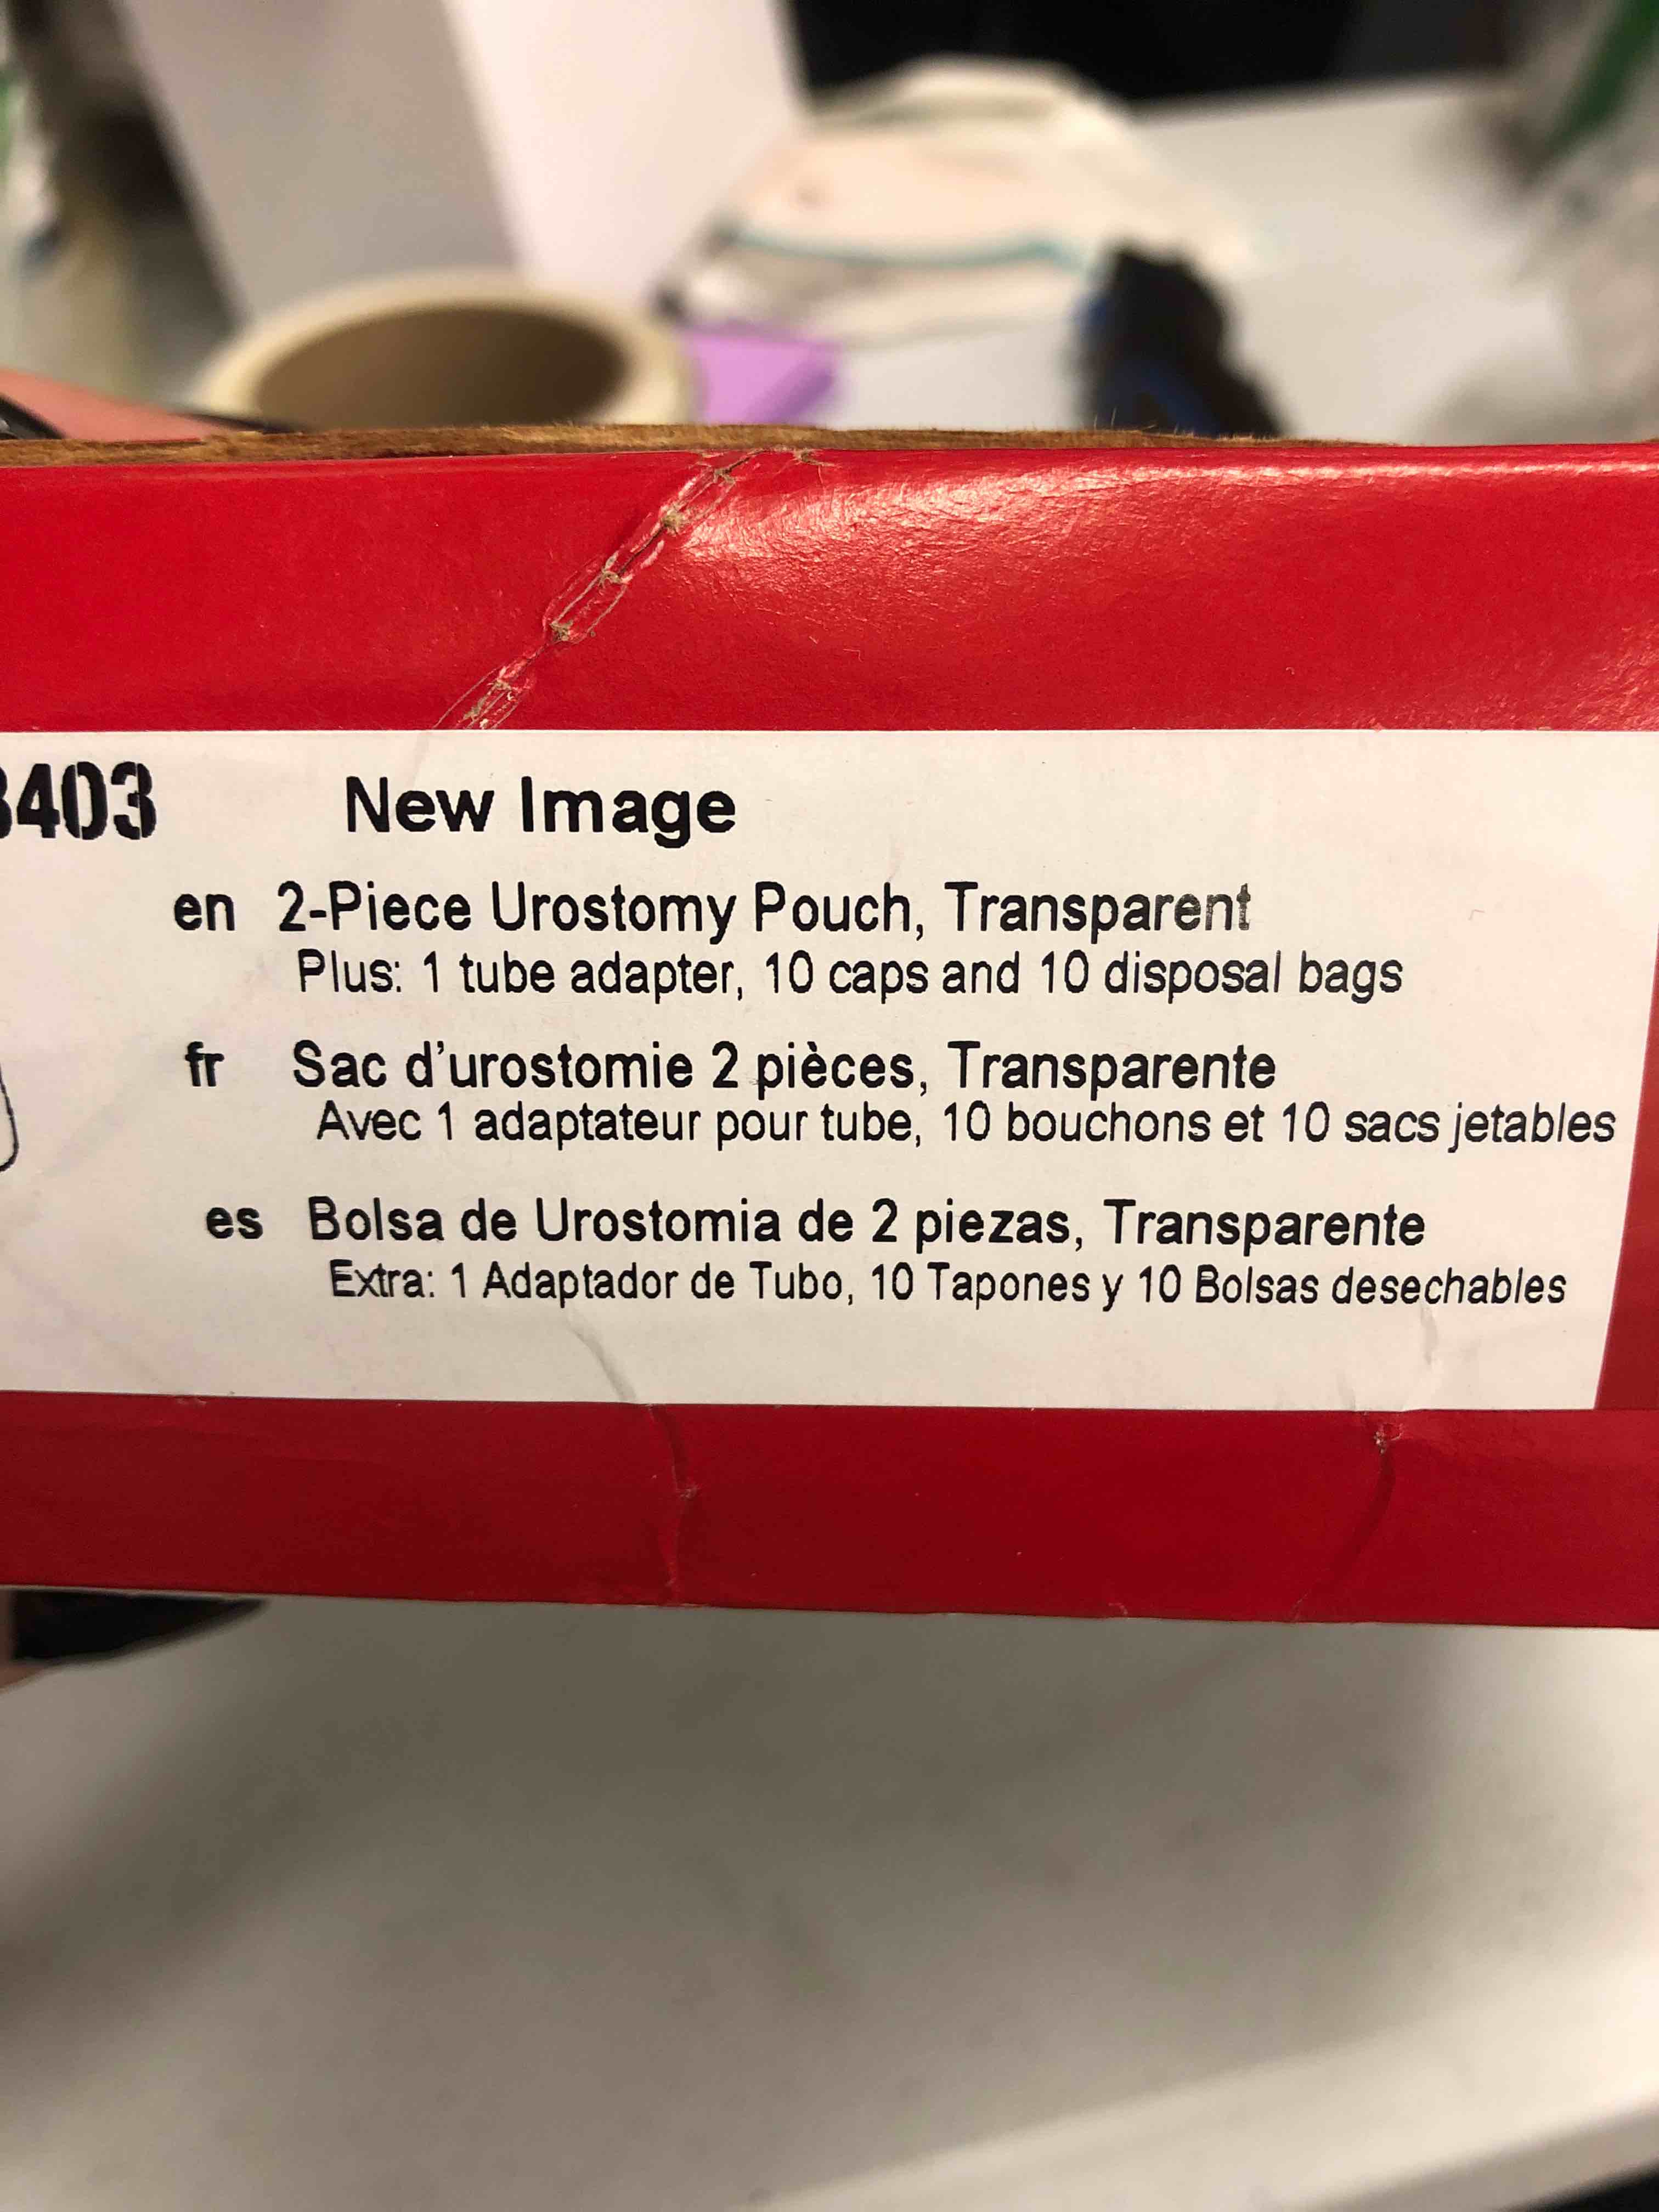 3403 New Image
en 2-Piece Urostomy Pouch, Transparent
Plus: 1 tube adapter, 10 caps and 10 disposal bags
fr Sac d'urostomie 2 pièces, Transparente
Avec 1 adaptateur pour tube, 10 bouchons et 10 sacs jetables
es Bolsa de Urostomia de 2 piezas, Transparente
Extra: 1 Adaptador de Tubo, 10 Tapones y 10 Bolsas desechables